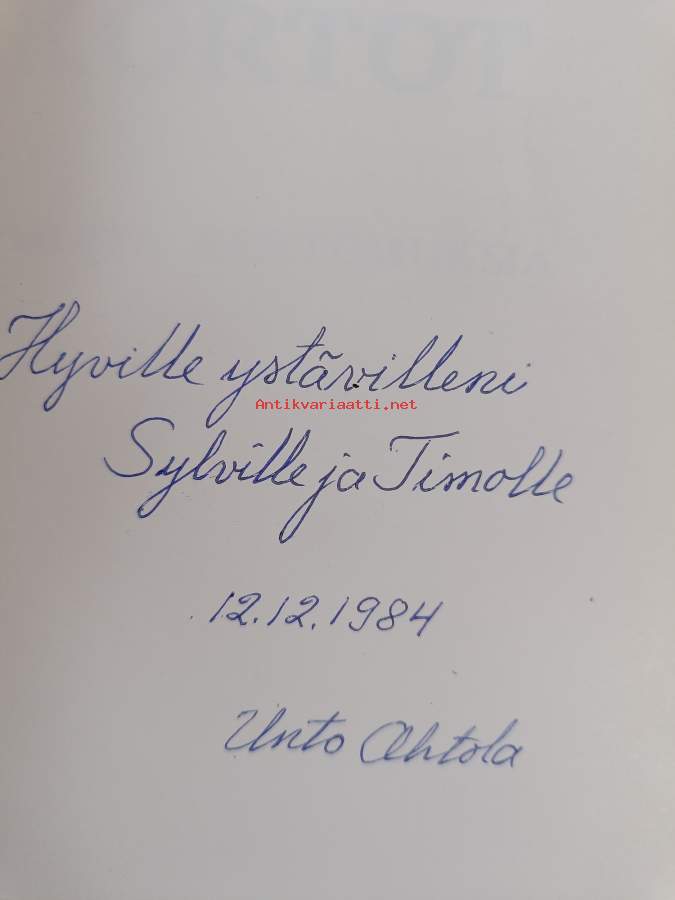 Hyville ystävilleni
Antikvariaatti.net
Sylville ja Timolle
12.12.1984
Unto Ahtola